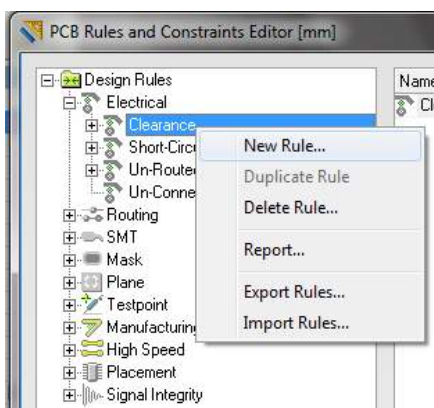 PCB Rules and Constraints Editor [mm]
Design Rules
Name
Electrical
Cl
Clearance
Short-Circu
New Rule...
Un-Route
Duplicate Rule
Un-Conne
Delete Rule...
Routing
SMT
Report...
Mask
Plane
Export Rules...
Testpoint
Import Rules...
Manufacturing
High Speed
Placement
Signal Integrity